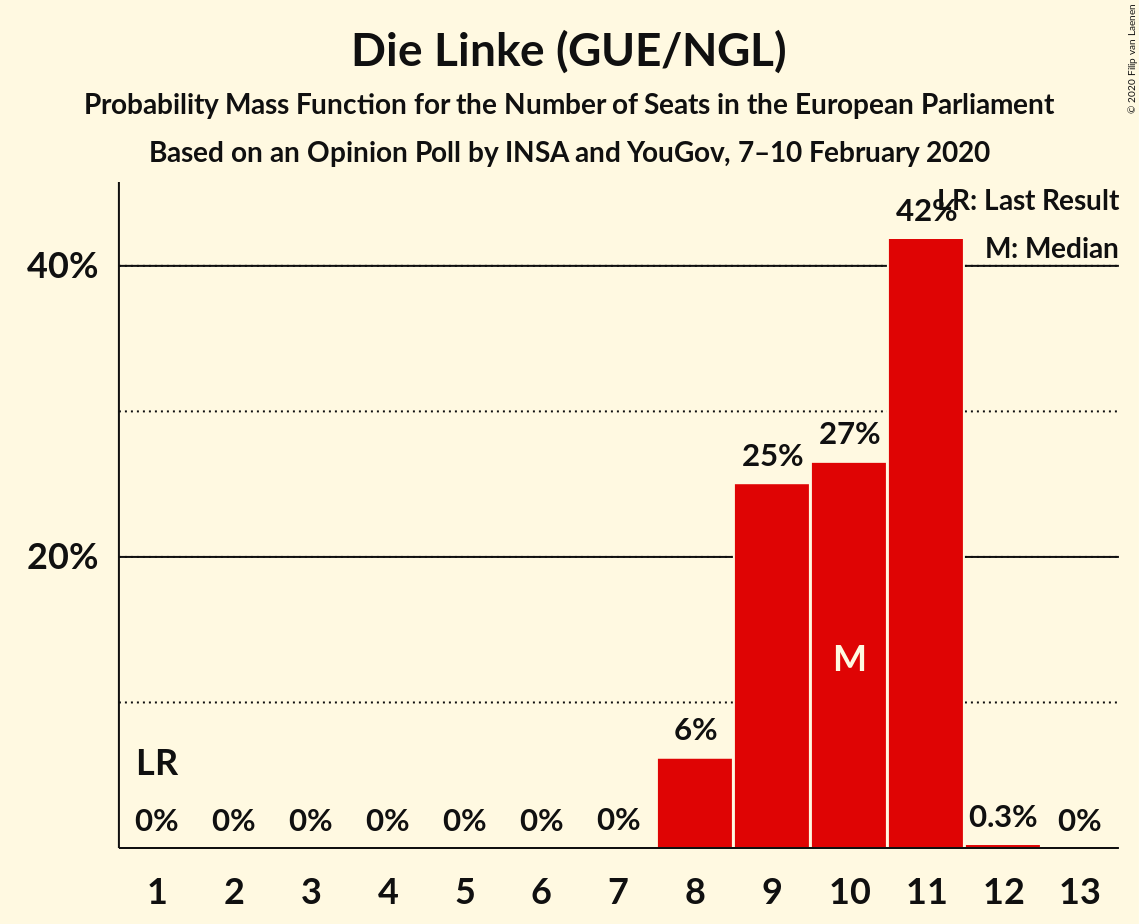 Die Linke (GUE/NGL)
Probability Mass Function for the Number of Seats in the European Parliament
Based on an Opinion Poll by INSA and YouGov, 7–10 February 2020
© 2020 Filip van Laenen
LR: Last Result
M: Median
42%
40%
27%
25%
20%
M
6%
LR
0% 0% 0% 0% 0% 0% 0% 0.3% 0%
1 2 3 4 5 6 7 8 9 10 11 12 13